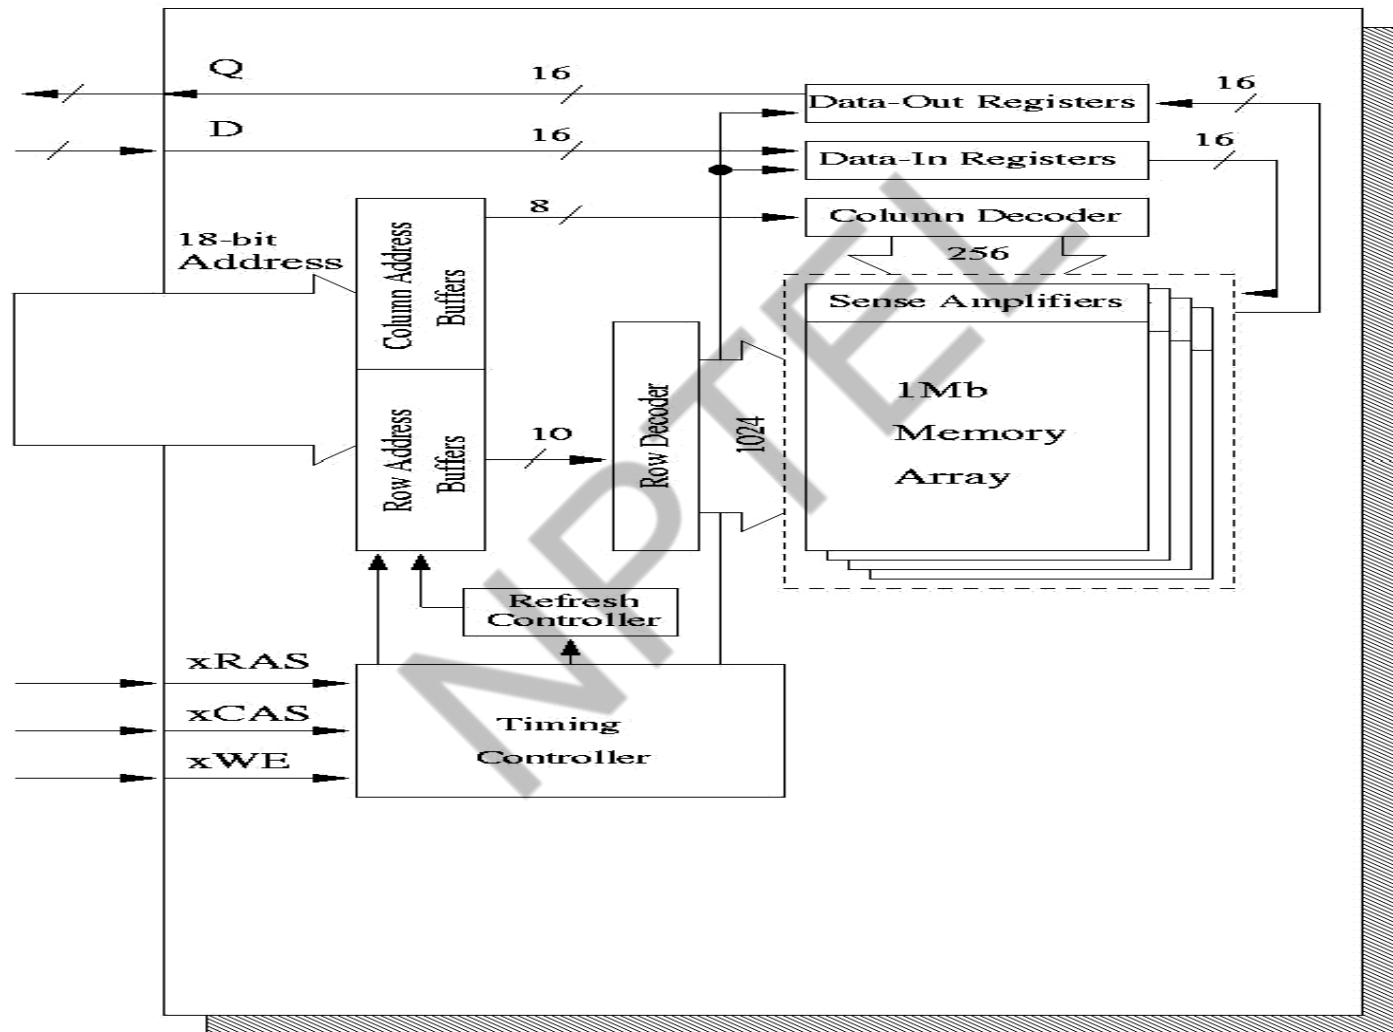 Q
16
Data-Out Registers
16
D
16
Data-In Registers
16
8
Column Decoder
18-bit
Address
256
Column Address
Buffers
Sense Amplifiers
Row Address
Buffers
10
Row Decoder
1024
1Mb
Memory
Array
Refresh
Controller
xRAS
xCAS
xWE
Timing
Controller
NPTEL